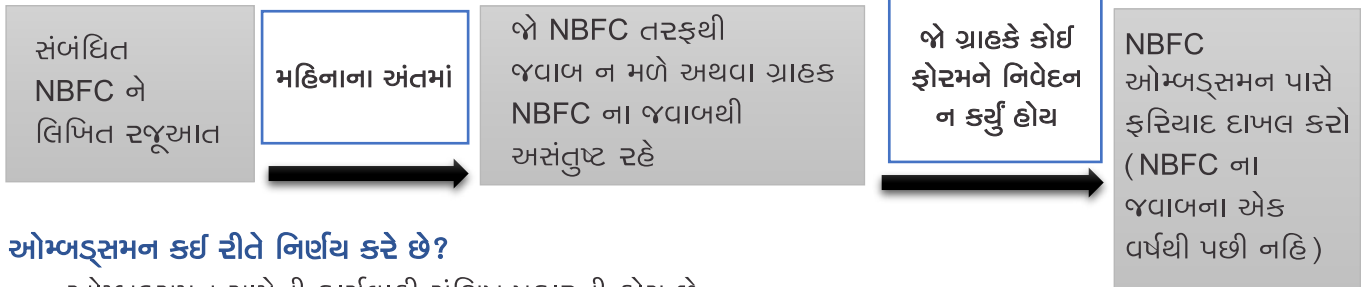 સંબંધિત
NBFC ને
લિખિત રજૂઆત
મહિનાના અંતમાં
જો NBFC તરફથી
જવાબ ન મળે અથવા ગ્રાહક
NBFC ના જવાબથી
અસંતુષ્ટ રહે
જો ગ્રાહકે કોઈ
ફોરમને નિવેદન
ન કર્યું હોય
NBFC
ઓમ્બડ્સમન પાસે
ફરિયાદ દાખલ કરો
(NBFC ના
જવાબના એક
વર્ષથી પછી નહિ)
ઓમ્બડ્સમન કઈ રીતે નિર્ણય કરે છે?